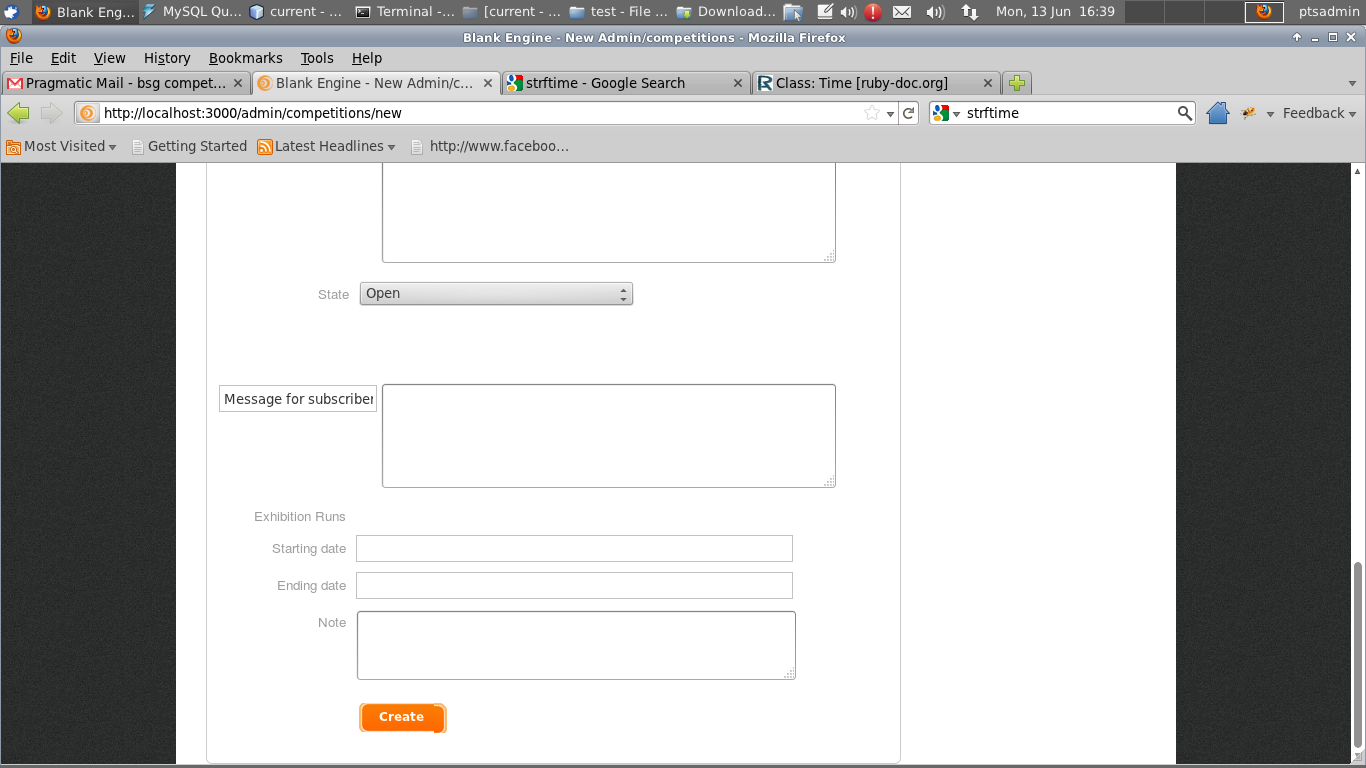 Blank Eng... MySQL Qu... current - ... Terminal -... [current - ... test - File ... Download... Mon, 13 Jun 16:39 ptsadmin
Blank Engine - New Admin/competitions - Mozilla Firefox
File Edit View History Bookmarks Tools Help
Pragmatic Mail - bsg compet... Blank Engine - New Admin/c... strftime - Google Search Class: Time [ruby-doc.org]
http://localhost:3000/admin/competitions/new strftime Feedback
Most Visited Getting Started Latest Headlines http://www.faceboo...
State Open
Message for subscriber
Exhibition Runs
Starting date
Ending date
Note
Create